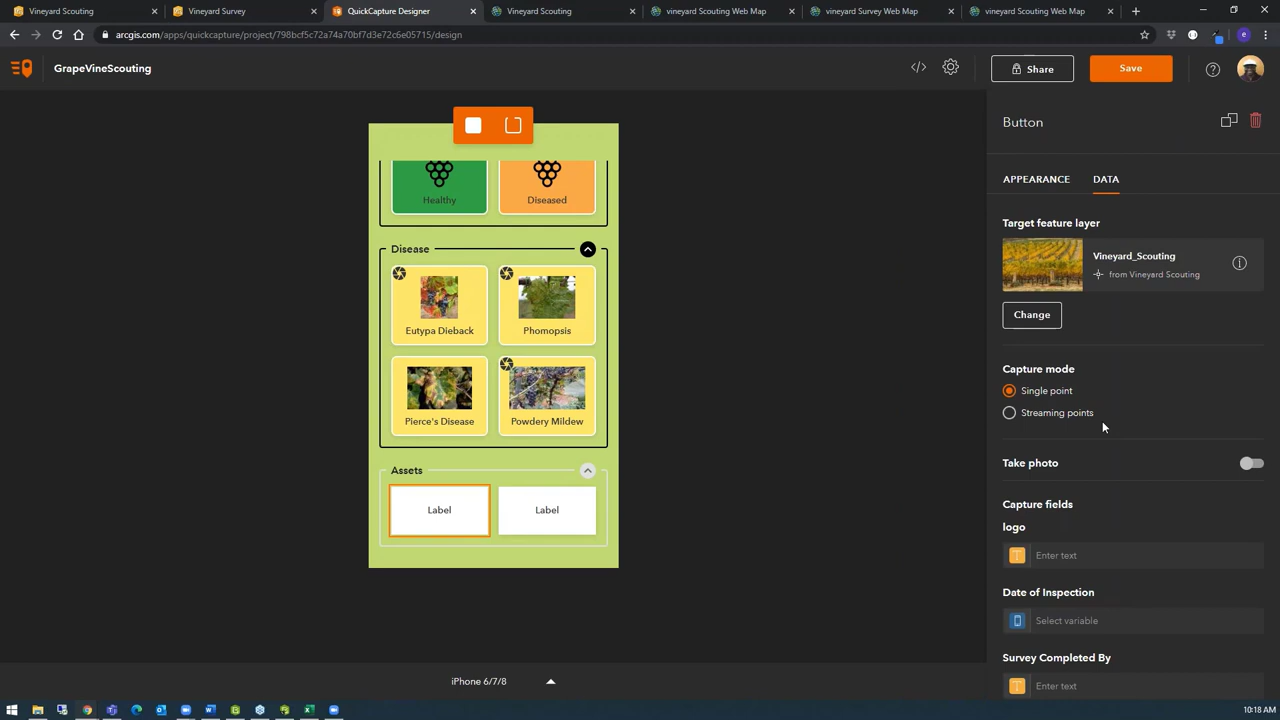 Vineyard Scouting
Vineyard Survey
QuickCapture Designer
Vineyard Scouting
vineyard Scouting Web Map
vineyard Survey Web Map
vineyard Scouting Web Map
arcgis.com/apps/quickcapture/project/798bcf5c72a74a70bf7d3e72c6e05715/design
e
GrapeVineScouting
Share
Save
Button
Healthy
Diseased
APPEARANCE
DATA
Target feature layer
Disease
Vineyard_Scouting
from Vineyard Scouting
Change
Eutypa Dieback
Phomopsis
Capture mode
Single point
Streaming points
Pierce's Disease
Powdery Mildew
Take photo
Assets
Label
Label
Capture fields
logo
T
Enter text
Date of Inspection
Select variable
Survey Completed By
T
Enter text
iPhone 6/7/8
10:18 AM